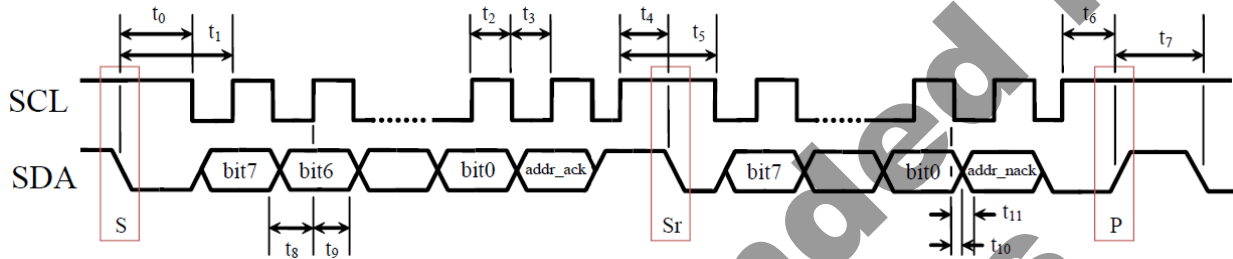 t0 t1 t2 t3 t4 t5 t6 t7
SCL
SDA bit7 bit6 bit0 addr_ack bit7 bit0 addr_nack
S t8 t9 Sr t11 P
t10